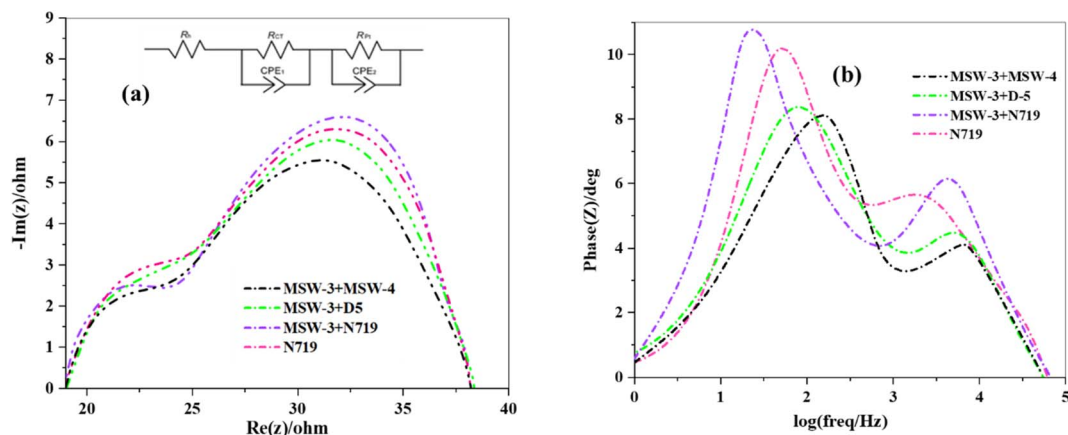 9
8
7
6
5
4
3
2
1
0
-Im(z)/ohm
(a)
RCT
RPt
CPE1
CPE2
MSW-3+MSW-4
MSW-3+D5
MSW-3+N719
N719
20
25
30
35
40
Re(z)/ohm
10
8
6
4
2
0
Phase(Z)/deg
(b)
MSW-3+MSW-4
MSW-3+D-5
MSW-3+N719
N719
0
1
2
3
4
5
log(freq/Hz)